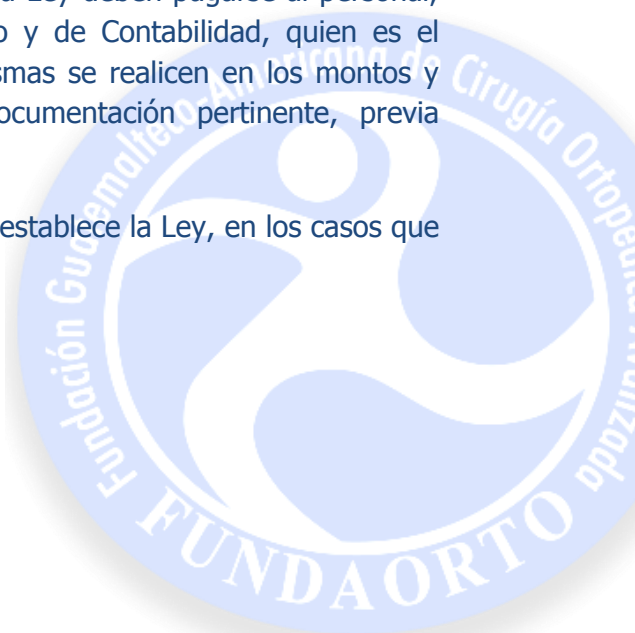 Ley deben pagarse al personal,
o y de Contabilidad, quien es el
smas se realicen en los montos y
ocumentación pertinente, previa
establece la Ley, en los casos que
Fundación Guatemalteco-Americana de Cirugía Ortopédica Avanzada
FUNDAORTO